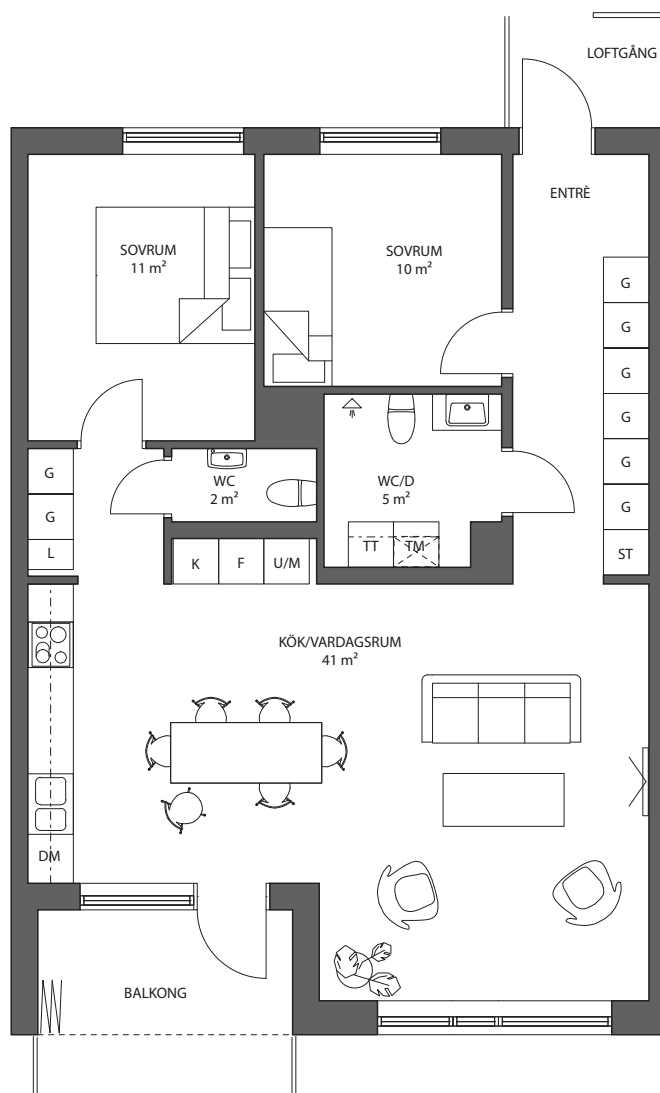 LOFTGÅNG
ENTRÈ
SOVRUM
11 m²
SOVRUM
10 m²
G
G
G
G
G
G
ST
G
G
L
WC
2 m²
WC/D
5 m²
TT
TM
K
F
U/M
KÖK/VARDAGSRUM
41 m²
DM
BALKONG